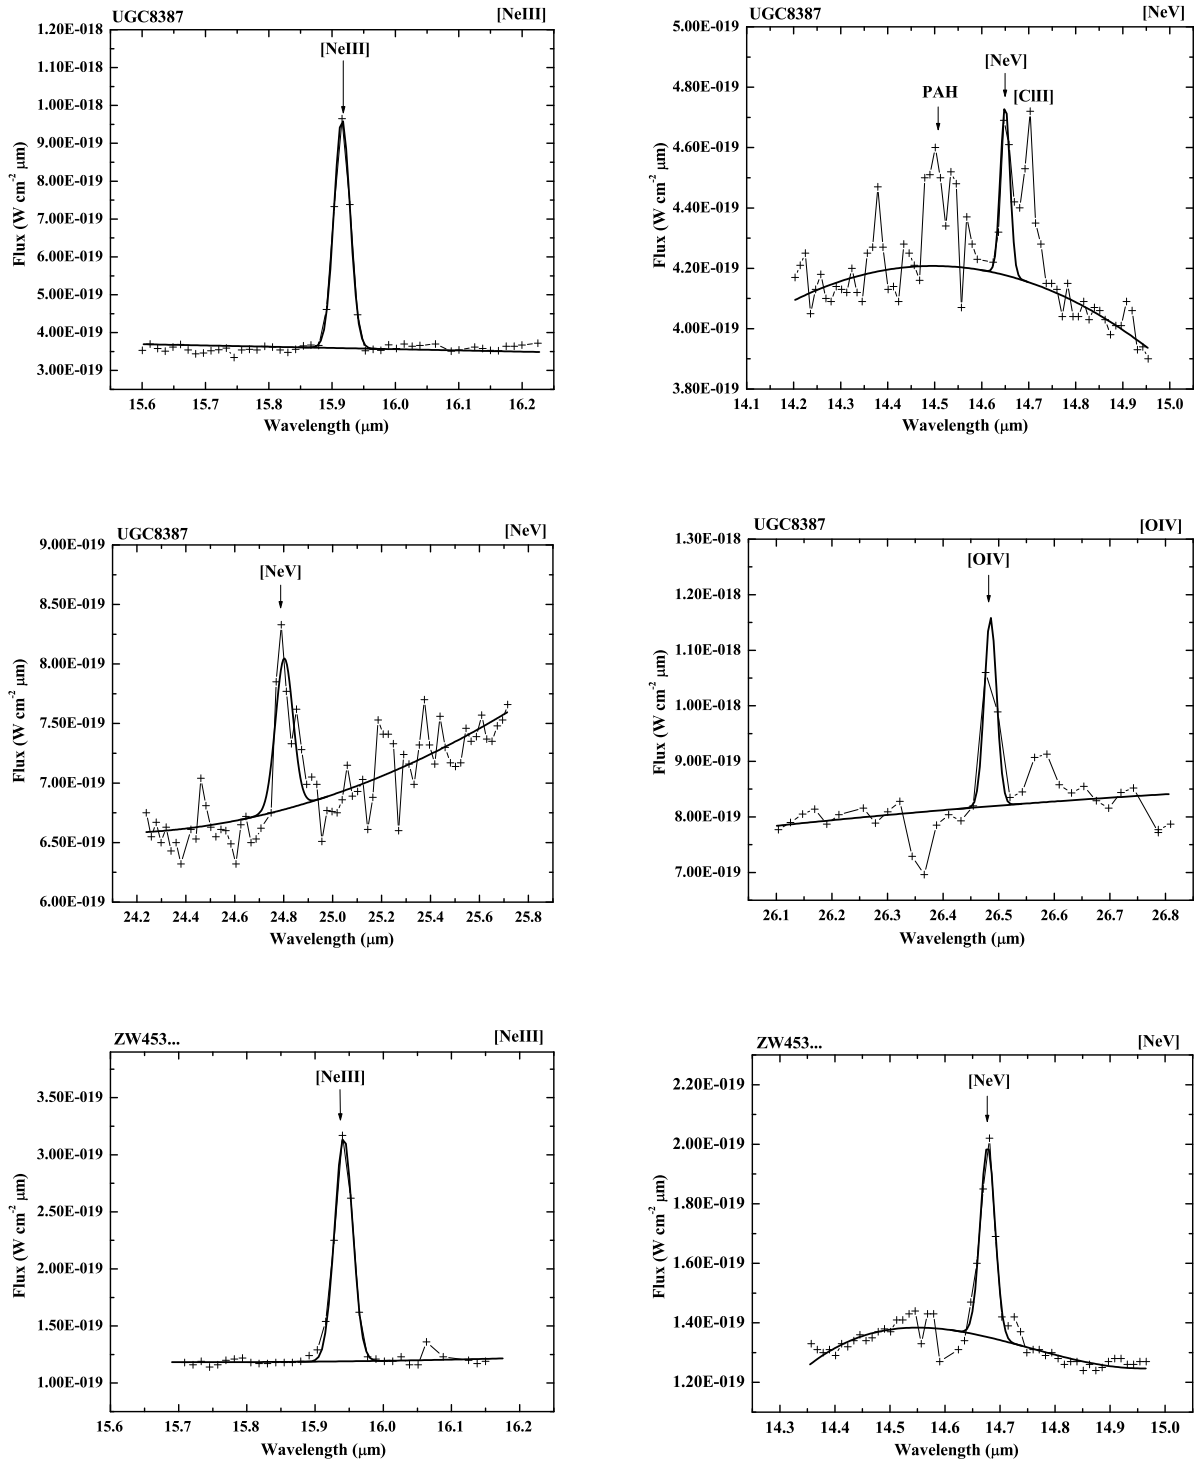 UGC8387 [NeIII]
[NeIII]
1.20E-018
1.10E-018
1.00E-018
9.00E-019
8.00E-019
7.00E-019
6.00E-019
5.00E-019
4.00E-019
3.00E-019
Flux (W cm-2 μm)
15.6 15.7 15.8 15.9 16.0 16.1 16.2
Wavelength (μm)
UGC8387 [NeV]
[NeV]
PAH
[ClII]
5.00E-019
4.80E-019
4.60E-019
4.40E-019
4.20E-019
4.00E-019
3.80E-019
Flux (W cm-2 μm)
14.1 14.2 14.3 14.4 14.5 14.6 14.7 14.8 14.9 15.0
Wavelength (μm)
UGC8387 [NeV]
[NeV]
9.00E-019
8.50E-019
8.00E-019
7.50E-019
7.00E-019
6.50E-019
6.00E-019
Flux (W cm-2 μm)
24.2 24.4 24.6 24.8 25.0 25.2 25.4 25.6 25.8
Wavelength (μm)
UGC8387 [OIV]
[OIV]
1.30E-018
1.20E-018
1.10E-018
1.00E-018
9.00E-019
8.00E-019
7.00E-019
Flux (W cm-2 μm)
26.1 26.2 26.3 26.4 26.5 26.6 26.7 26.8
Wavelength (μm)
ZW453... [NeIII]
[NeIII]
3.50E-019
3.00E-019
2.50E-019
2.00E-019
1.50E-019
1.00E-019
Flux (W cm-2 μm)
15.6 15.7 15.8 15.9 16.0 16.1 16.2
Wavelength (μm)
ZW453... [NeV]
[NeV]
2.20E-019
2.00E-019
1.80E-019
1.60E-019
1.40E-019
1.20E-019
Flux (W cm-2 μm)
14.3 14.4 14.5 14.6 14.7 14.8 14.9 15.0
Wavelength (μm)